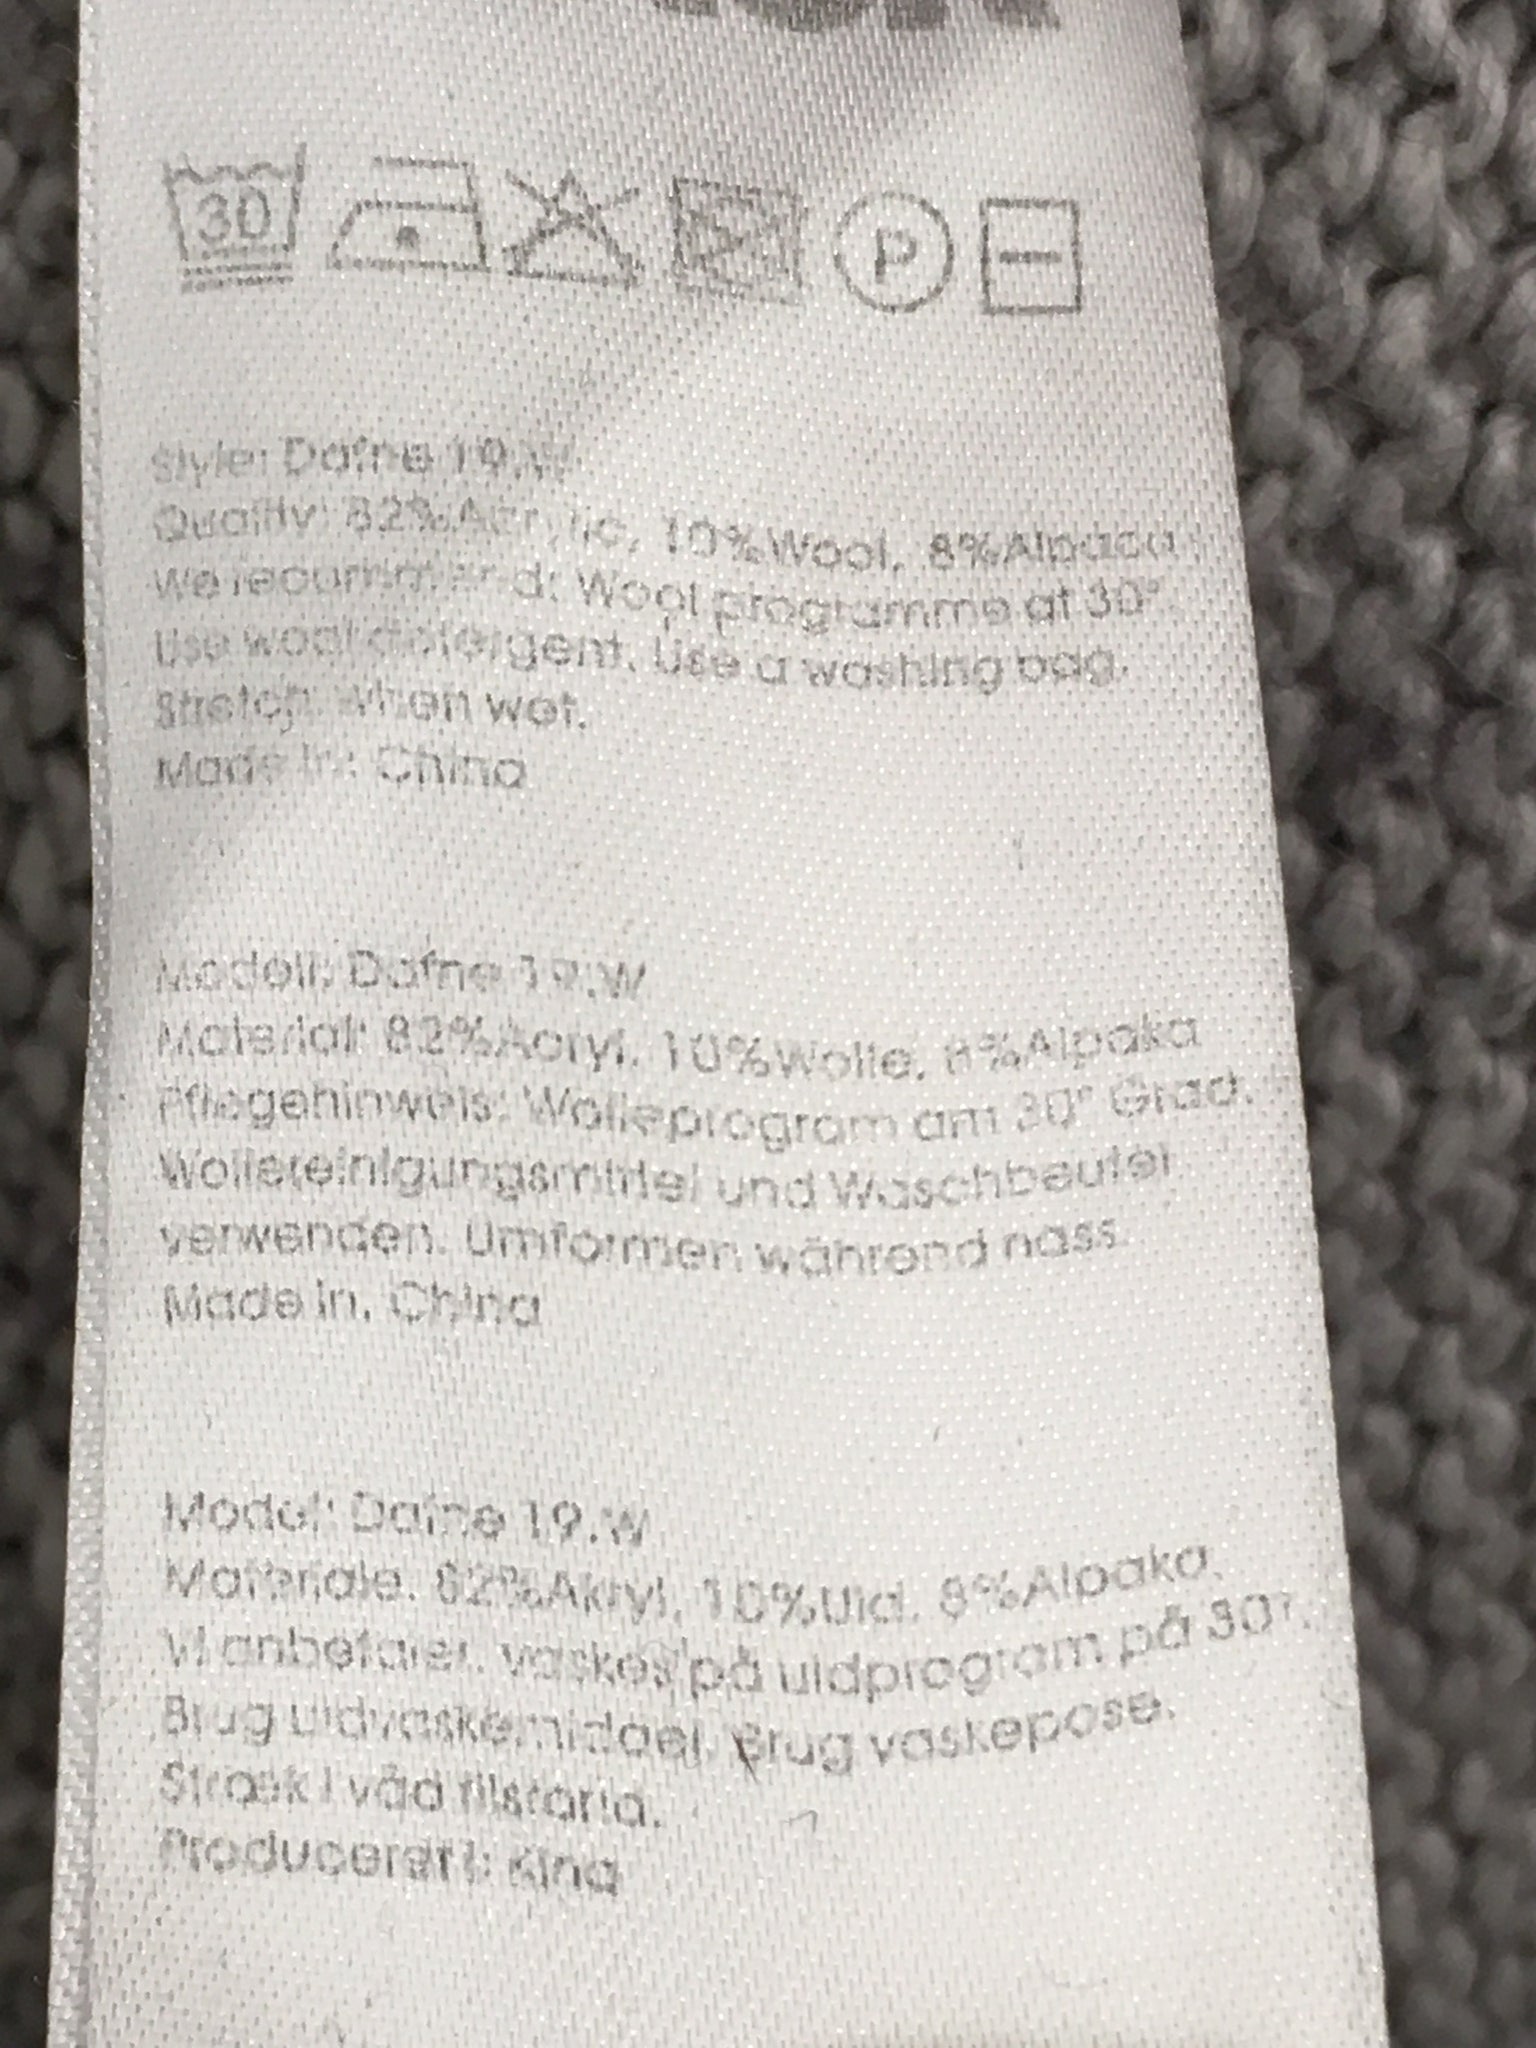 30
P
Style: Dafne 19.W
Quality: 82%Acrylic, 10%Wool, 8%Alpaca
We recommend: Wool programme at 30°.
Use wool detergent. Use a washing bag.
Stretch when wet.
Made in: China
Modell: Dafne 19.W
Material: 82%Acryl, 10%Wolle, 8%Alpaka
Pflegehinweis: Wolleprogram am 30° Grad.
Wollereinigungsmittel und Waschbeutel
verwenden. Umformen während nass.
Made in: China
Model: Dafne 19.W
Materiale: 82%Akryl, 10%Uld, 8%Alpaka.
Vi anbefaler: vaskes på uldprogram på 30°.
Brug uldvaskemiddel. Brug vaskepose.
Stræk i våd tilstand.
Produceret i: Kina